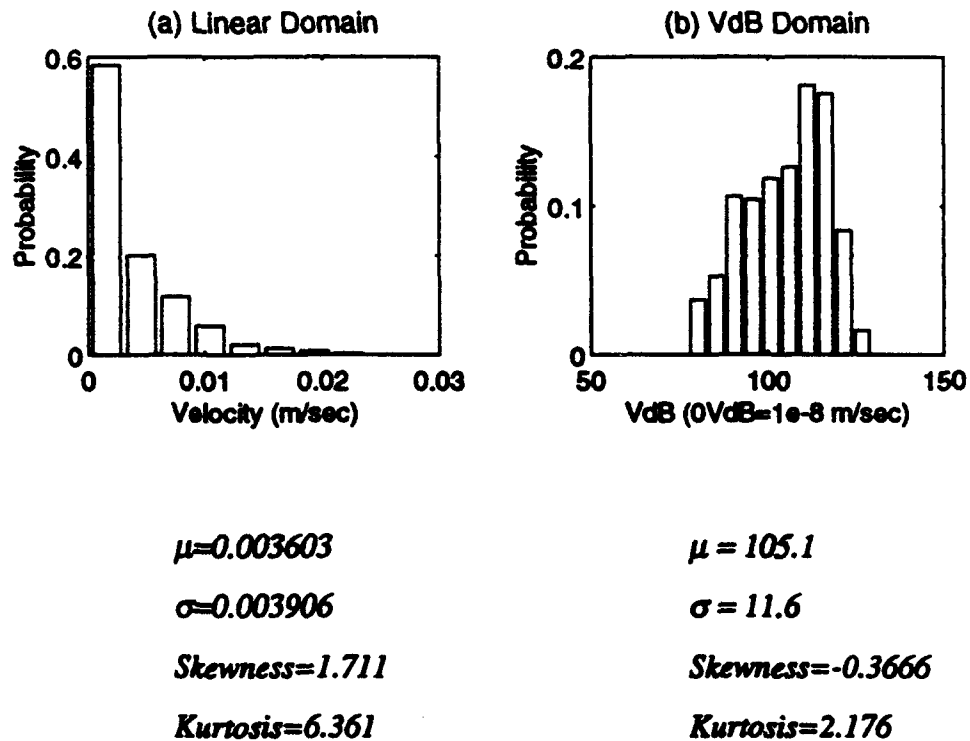 (a) Linear Domain
0.6
0.4
0.2
0
Probability
0
0.01
0.02
0.03
Velocity (m/sec)
(b) VdB Domain
0.2
0.1
0
Probability
50
100
150
VdB (0VdB=1e-8 m/sec)
μ=0.003603
σ=0.003906
Skewness=1.711
Kurtosis=6.361
μ = 105.1
σ = 11.6
Skewness=-0.3666
Kurtosis=2.176